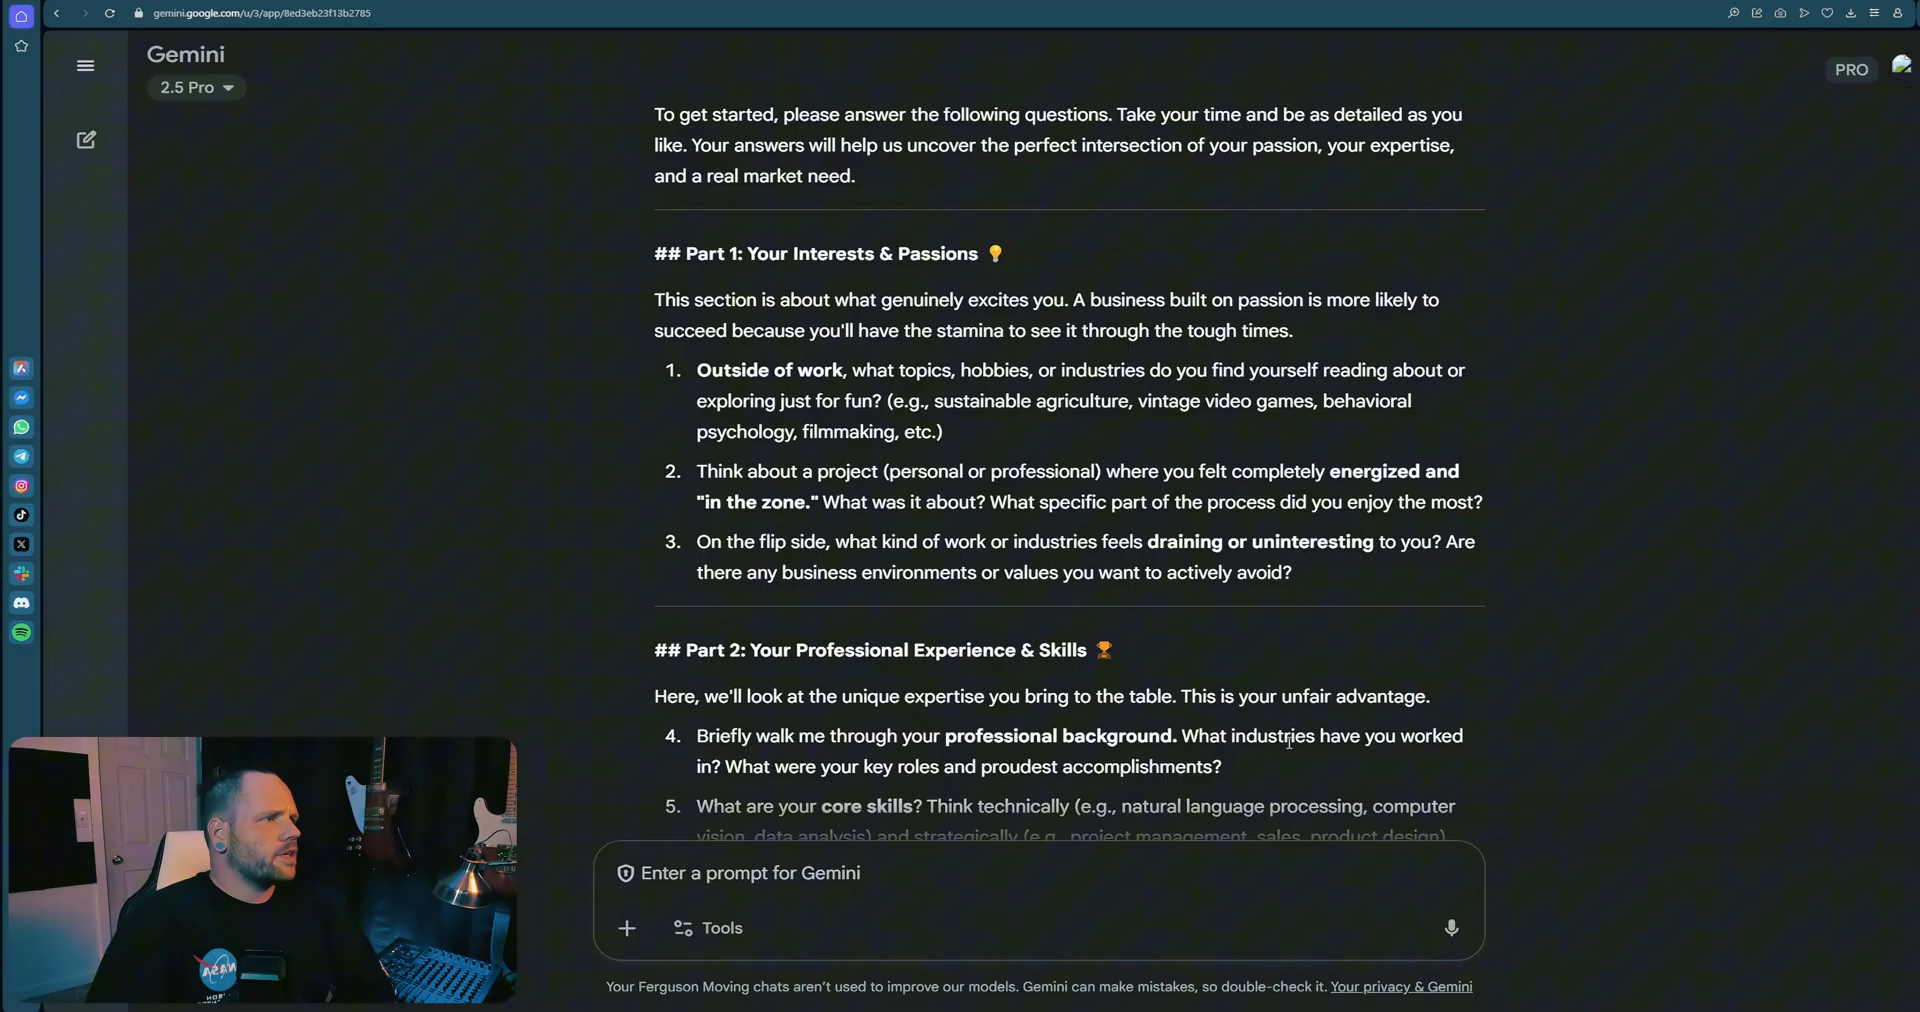 gemini.google.com/u/3/app/8ed3eb23f13b2785
Gemini
2.5 Pro
PRO
To get started, please answer the following questions. Take your time and be as detailed as you
like. Your answers will help us uncover the perfect intersection of your passion, your expertise,
and a real market need.
## Part 1: Your Interests & Passions 💡
This section is about what genuinely excites you. A business built on passion is more likely to
succeed because you'll have the stamina to see it through the tough times.
1. Outside of work, what topics, hobbies, or industries do you find yourself reading about or
exploring just for fun? (e.g., sustainable agriculture, vintage video games, behavioral
psychology, filmmaking, etc.)
2. Think about a project (personal or professional) where you felt completely energized and
"in the zone." What was it about? What specific part of the process did you enjoy the most?
3. On the flip side, what kind of work or industries feels draining or uninteresting to you? Are
there any business environments or values you want to actively avoid?
## Part 2: Your Professional Experience & Skills 🏆
Here, we'll look at the unique expertise you bring to the table. This is your unfair advantage.
4. Briefly walk me through your professional background. What industries have you worked
in? What were your key roles and proudest accomplishments?
5. What are your core skills? Think technically (e.g., natural language processing, computer
vision, data analysis) and strategically (e.g., project management, sales, product design)
Enter a prompt for Gemini
Tools
Your Ferguson Moving chats aren't used to improve our models. Gemini can make mistakes, so double-check it. Your privacy & Gemini